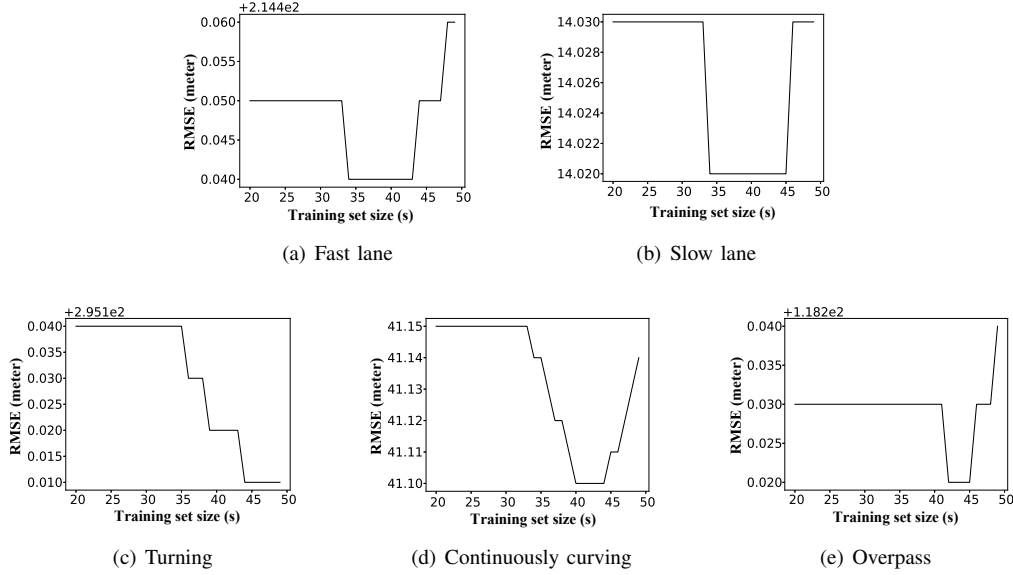 +2.144e2
0.060
0.055
0.050
0.045
0.040
RMSE (meter)
20 25 30 35 40 45 50
Training set size (s)
(a) Fast lane
14.030
14.028
14.026
14.024
14.022
14.020
RMSE (meter)
20 25 30 35 40 45 50
Training set size (s)
(b) Slow lane
+2.951e2
0.040
0.035
0.030
0.025
0.020
0.015
0.010
RMSE (meter)
20 25 30 35 40 45 50
Training set size (s)
(c) Turning
41.15
41.14
41.13
41.12
41.11
41.10
RMSE (meter)
20 25 30 35 40 45 50
Training set size (s)
(d) Continuously curving
+1.182e2
0.040
0.035
0.030
0.025
0.020
RMSE (meter)
20 25 30 35 40 45 50
Training set size (s)
(e) Overpass